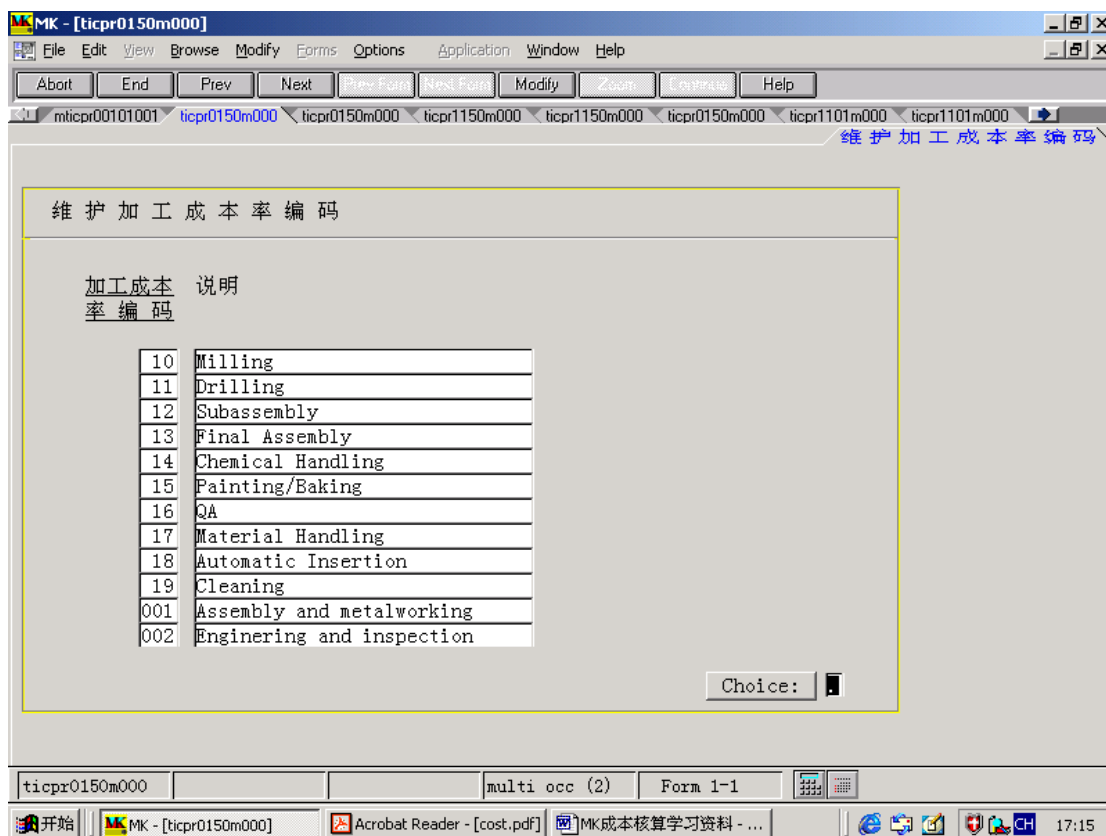 MK - [ticpr0150m000]
File Edit View Browse Modify Forms Options Application Window Help
Abort End Prev Next Prev Form Next Form Modify Zoom Continue Help
mticpr00101001 ticpr0150m000 ticpr0150m000 ticpr1150m000 ticpr1150m000 ticpr0150m000 ticpr1101m000 ticpr1101m000
维护加工成本率编码
维护加工成本率编码
加工成本 说明
率编码
10 Milling
11 Drilling
12 Subassembly
13 Final Assembly
14 Chemical Handling
15 Painting/Baking
16 QA
17 Material Handling
18 Automatic Insertion
19 Cleaning
001 Assembly and metalworking
002 Enginering and inspection
Choice: .
ticpr0150m000 multi occ (2) Form 1-1
开始 MK - [ticpr0150m000] Acrobat Reader - [cost.pdf] MK成本核算学习资料 - ... CH 17:15